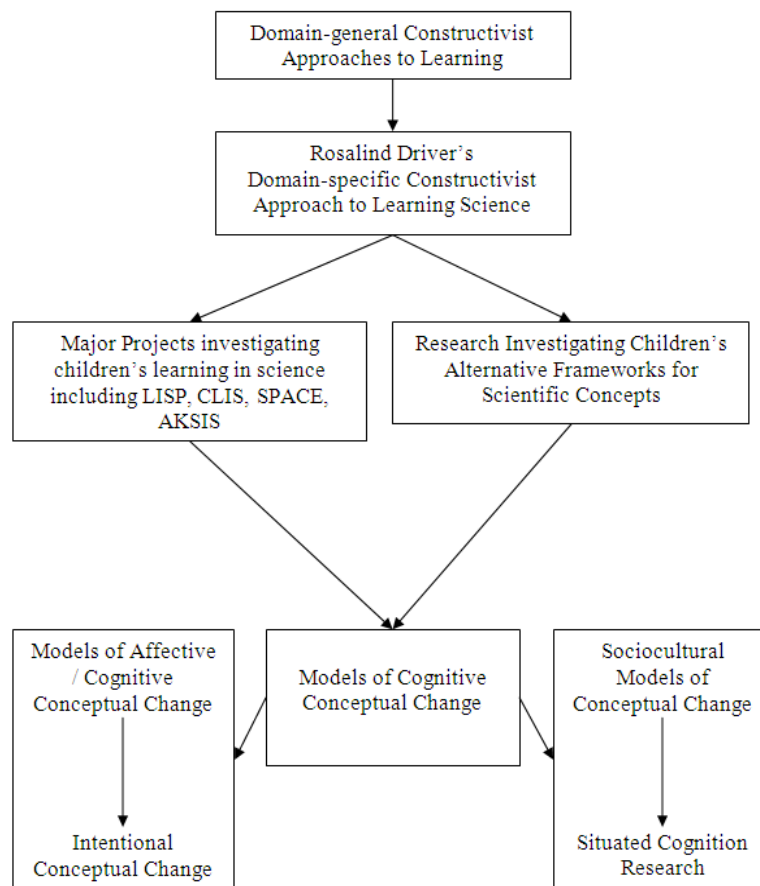 Domain-general Constructivist
Approaches to Learning
Rosalind Driver’s
Domain-specific Constructivist
Approach to Learning Science
Major Projects investigating
children’s learning in science
including LISP, CLIS, SPACE,
AKSIS
Research Investigating Children’s
Alternative Frameworks for
Scientific Concepts
Models of Affective
/ Cognitive
Conceptual Change
Intentional
Conceptual Change
Models of Cognitive
Conceptual Change
Sociocultural
Models of
Conceptual Change
Situated Cognition
Research